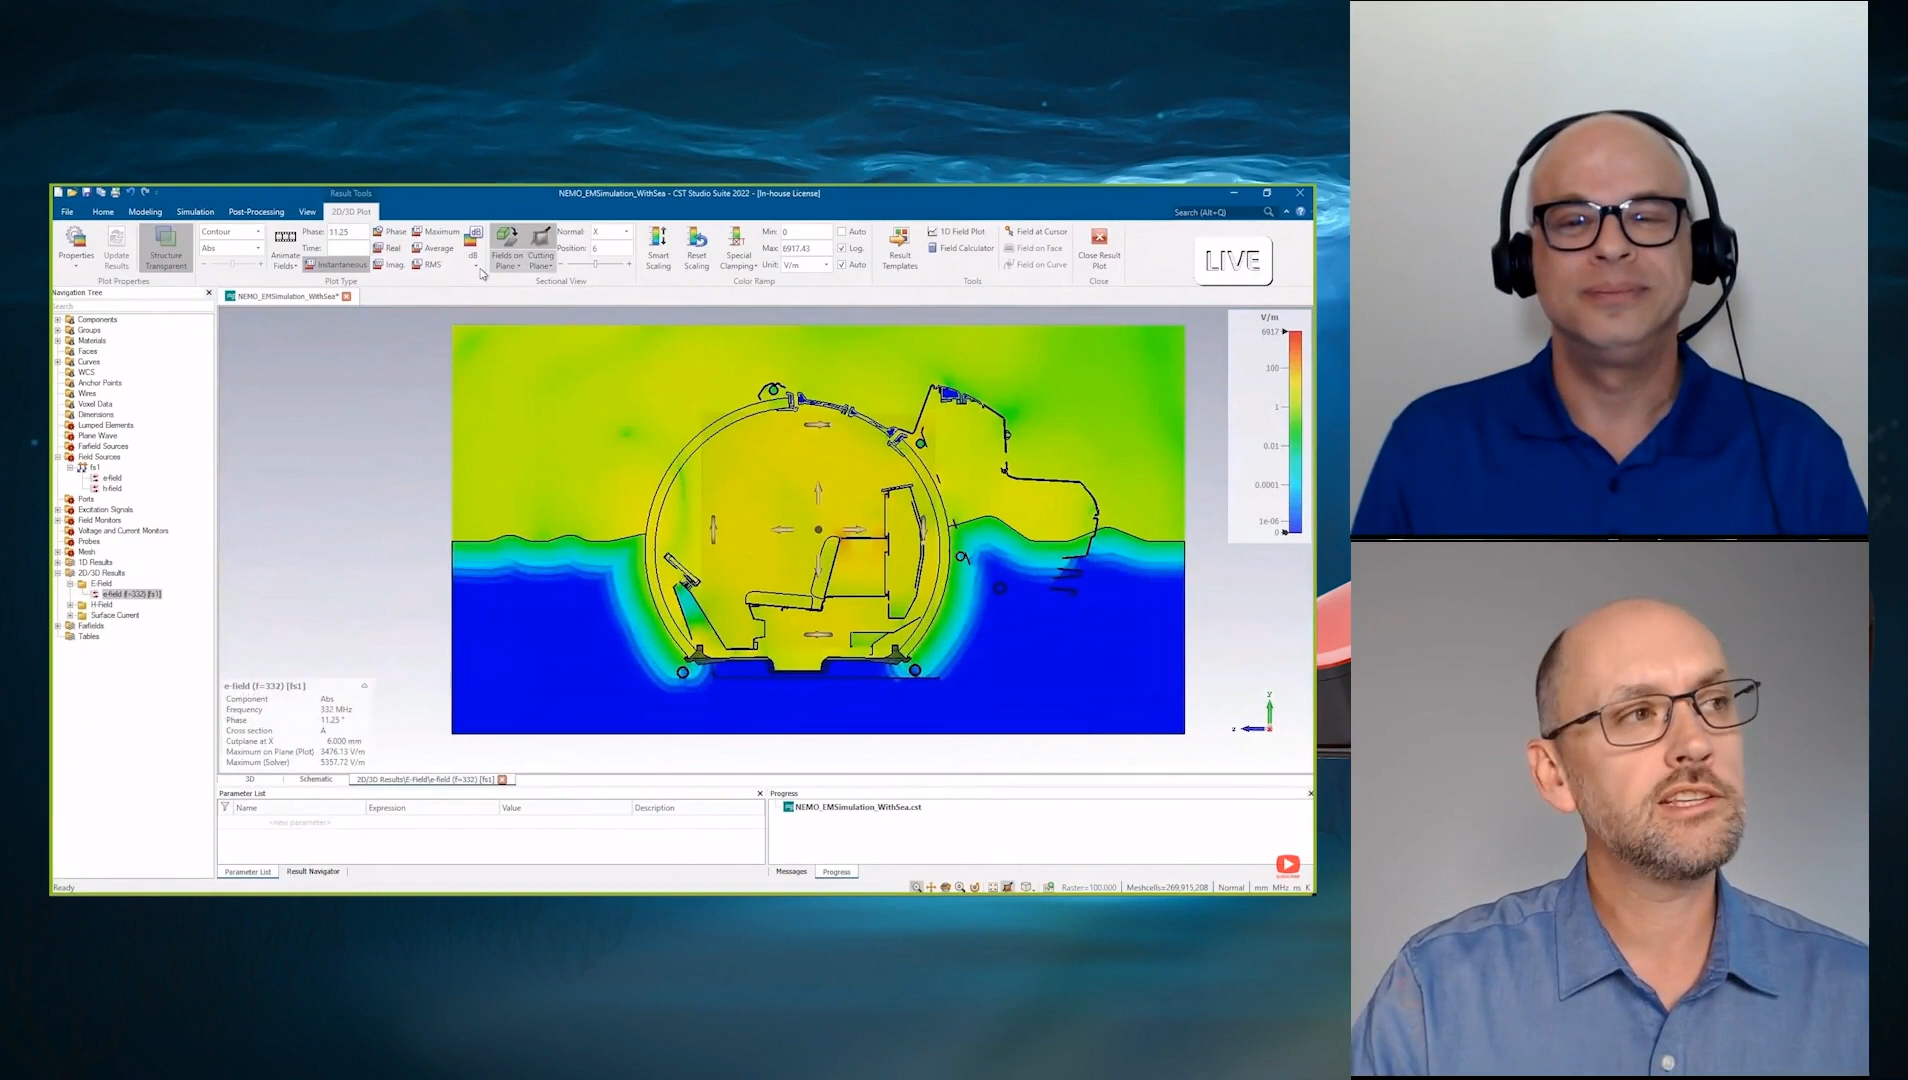 Result Tools
NEMO_EMSimulation_WithSea - CST Studio Suite 2022 - [In-house License]
File Home Modeling Simulation Post-Processing View 2D/3D Plot
Search (Alt+Q)
Properties
Update Results
Structure Transparent
Contour
Abs
Plot Properties
Animate Fields
Phase: 11.25
Time:
Instantaneous
Phase
Real
Imag.
Maximum
Average
RMS
dB
dB
Plot Type
Fields on Plane
Cutting Plane
Normal: X
Position: 6
Sectional View
Smart Scaling
Reset Scaling
Special Clamping
Min: 0
Max: 6917.43
Unit: V/m
Auto
Log.
Auto
Color Ramp
Result Templates
1D Field Plot
Field Calculator
Field at Cursor
Field on Face
Field on Curve
Tools
Close Result Plot
Close
LIVE
Navigation Tree
Search
Components
Groups
Materials
Faces
Curves
WCS
Anchor Points
Wires
Voxel Data
Dimensions
Lumped Elements
Plane Wave
Farfield Sources
Field Sources
fs1
e-field
h-field
Ports
Excitation Signals
Field Monitors
Voltage and Current Monitors
Probes
Mesh
1D Results
2D/3D Results
E-Field
e-field (f=332) [fs1]
H-Field
Surface Current
Farfields
Tables
NEMO_EMSimulation_WithSea*
V/m
6917
100
1
0.01
0.0001
1e-06
0
y
z
x
e-field (f=332) [fs1]
Component Abs
Frequency 332 MHz
Phase 11.25 °
Cross section A
Cutplane at X 6.000 mm
Maximum on Plane (Plot) 3476.13 V/m
Maximum (Solver) 5357.72 V/m
3D Schematic 2D/3D Results\E-Field\e-field (f=332) [fs1]
Parameter List
Name Expression Value Description
<new parameter>
Parameter List Result Navigator
Progress
NEMO_EMSimulation_WithSea.cst
Messages Progress
SUBSCRIBE
Ready
Raster=100.000 Meshcells=269,915,208 Normal mm MHz ns K